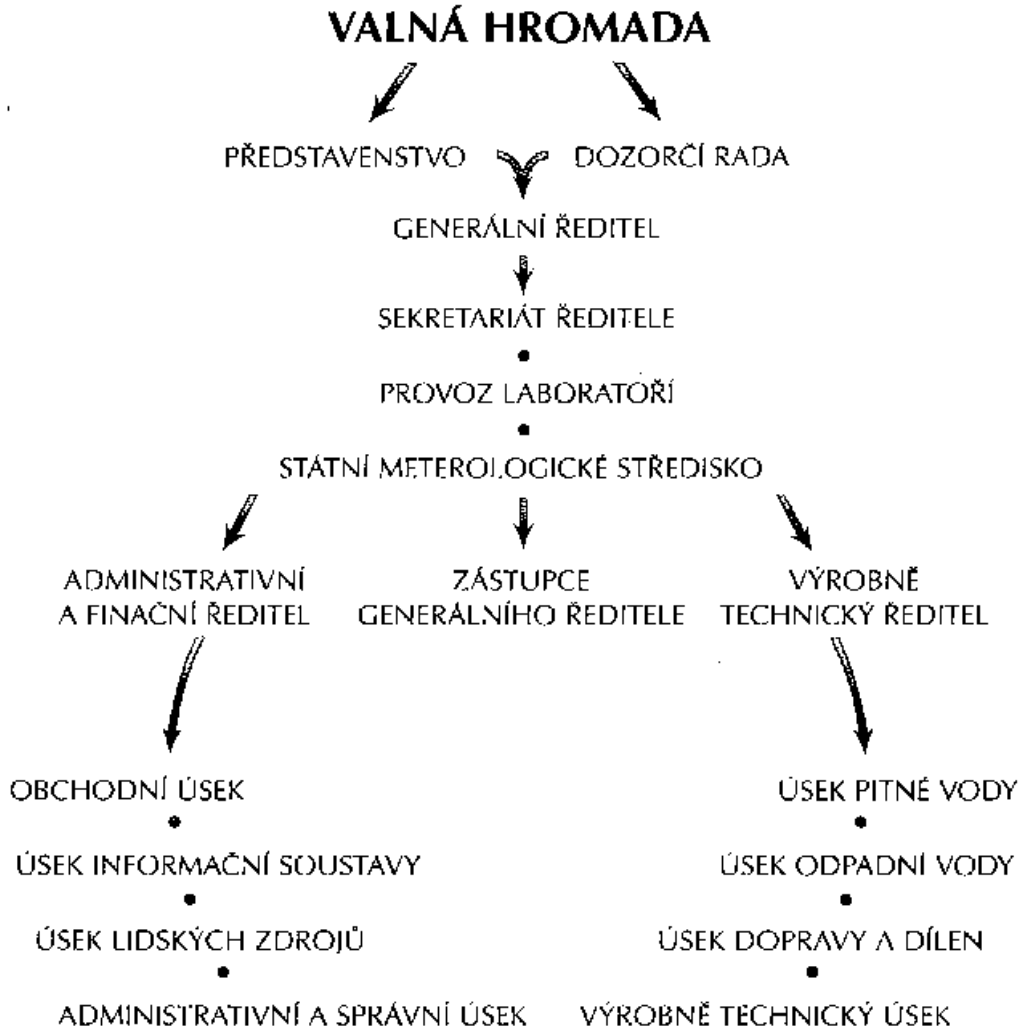 VALNÁ HROMADA
PŘEDSTAVENSTVO DOZORČÍ RADA
GENERÁLNÍ ŘEDITEL
SEKRETARIÁT ŘEDITELE
PROVOZ LABORATOŘÍ
STÁTNÍ METEROLOGICKÉ STŘEDISKO
ADMINISTRATIVNÍ
A FINAČNÍ ŘEDITEL
ZÁSTUPCE
GENERÁLNÍHO ŘEDITELE
VÝROBNĚ
TECHNICKÝ ŘEDITEL
OBCHODNÍ ÚSEK
ÚSEK INFORMAČNÍ SOUSTAVY
ÚSEK LIDSKÝCH ZDROJŮ
ADMINISTRATIVNÍ A SPRÁVNÍ ÚSEK
ÚSEK PITNÉ VODY
ÚSEK ODPADNÍ VODY
ÚSEK DOPRAVY A DÍLEN
VÝROBNĚ TECHNICKÝ ÚSEK